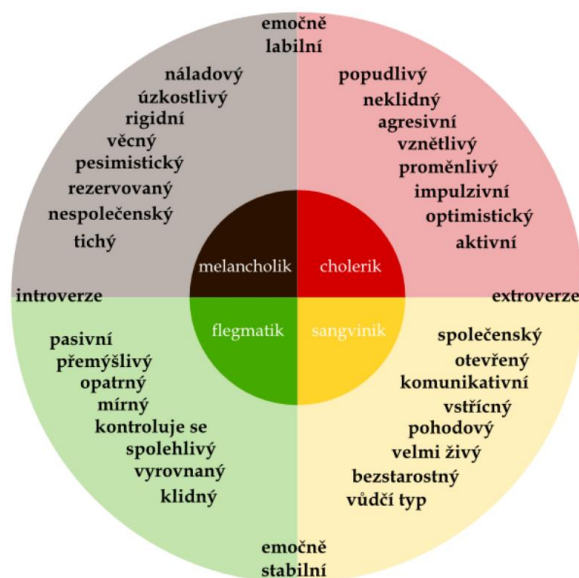 emočně
labilní
náladový
úzkostlivý
rigidní
věcný
pesimistický
rezervovaný
nespolečenský
tichý
popudlivý
neklidný
agresivní
vznětlivý
proměnlivý
impulzivní
optimistický
aktivní
melancholik
cholerik
introverze
extroverze
flegmatik
sangvinik
pasivní
přemýšlivý
opatrný
mírný
kontroluje se
spolehlivý
vyrovnaný
klidný
společenský
otevřený
komunikativní
vstřícný
pohodový
velmi živý
bezstarostný
vůdčí typ
emočně
stabilní